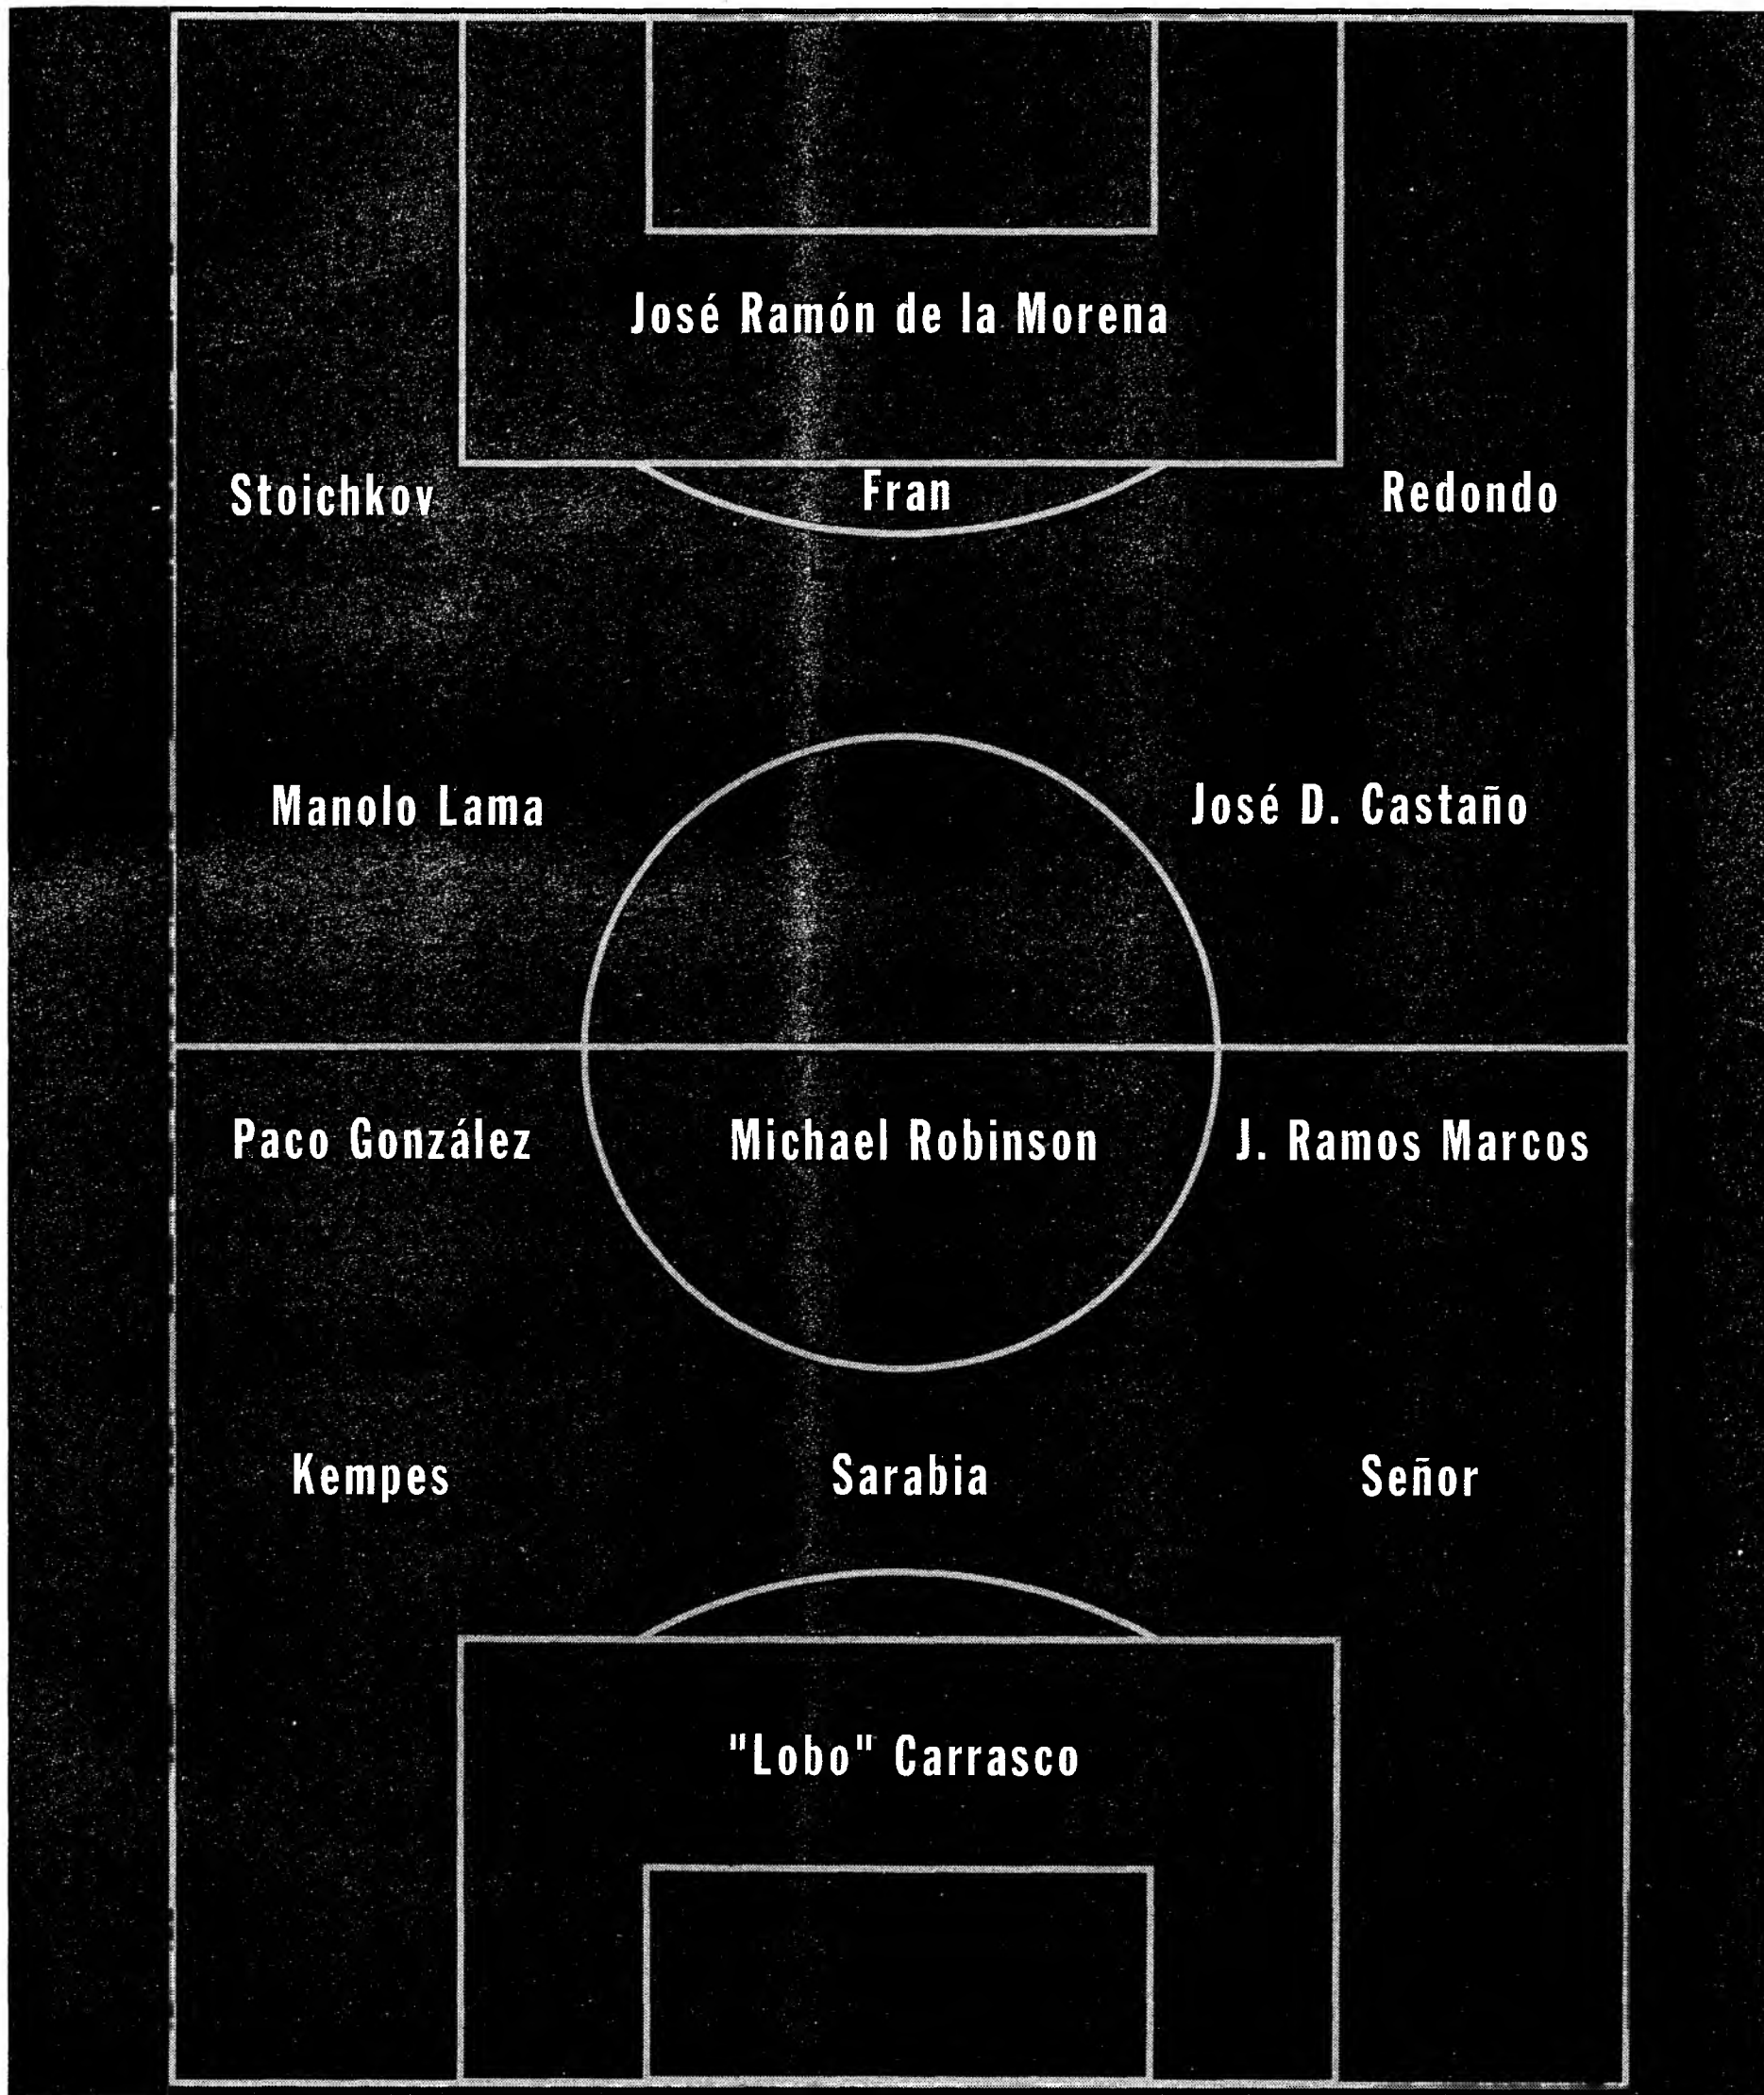 José Ramón de la Morena
Stoichkov Fran Redondo
Manolo Lama José D. Castaño
Paco González Michael Robinson J. Ramos Marcos
Kempes Sarabia Señor
"Lobo" Carrasco